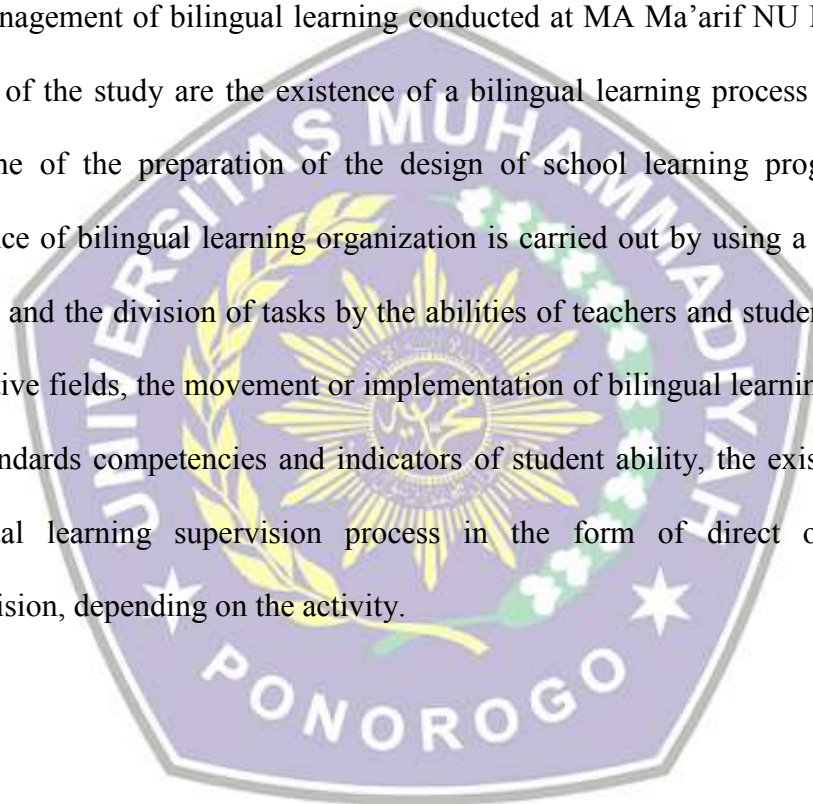 nagement of bilingual learning conducted at MA Ma’arif NU
of the study are the existence of a bilingual learning process
ne of the preparation of the design of school learning prog
ce of bilingual learning organization is carried out by using a
and the division of tasks by the abilities of teachers and studen
tive fields, the movement or implementation of bilingual learnin
ndards competencies and indicators of student ability, the exis
al learning supervision process in the form of direct o
ision, depending on the activity.
UNIVERSITAS MUHAMMADIYAH
PONOROGO